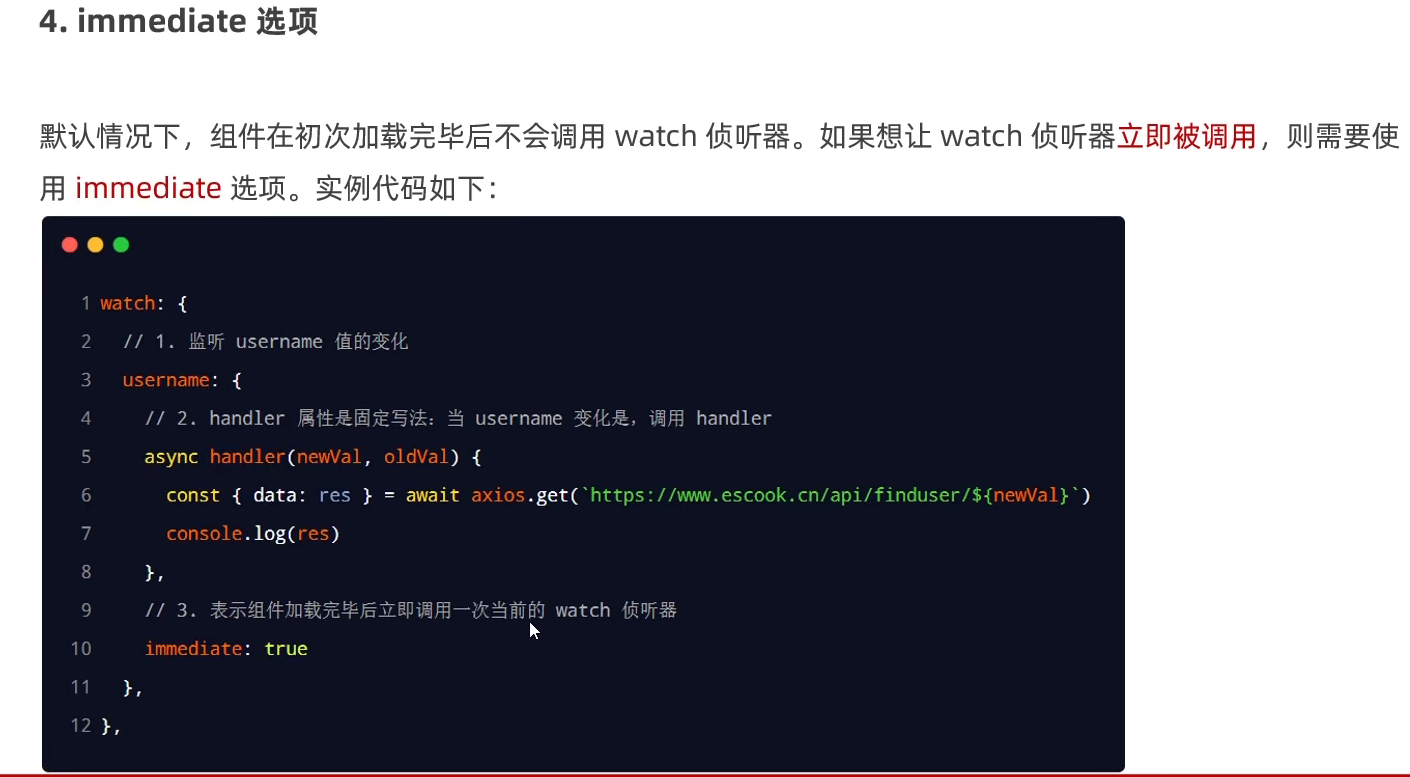 4. immediate 选项
默认情况下，组件在初次加载完毕后不会调用 watch 侦听器。如果想让 watch 侦听器立即被调用，则需要使
用 immediate 选项。实例代码如下：
1 watch: {
2 // 1. 监听 username 值的变化
3 username: {
4 // 2. handler 属性是固定写法：当 username 变化是，调用 handler
5 async handler(newVal, oldVal) {
6 const { data: res } = await axios.get(`https://www.escook.cn/api/finduser/${newVal}`)
7 console.log(res)
8 },
9 // 3. 表示组件加载完毕后立即调用一次当前的 watch 侦听器
10 immediate: true
11 },
12 },